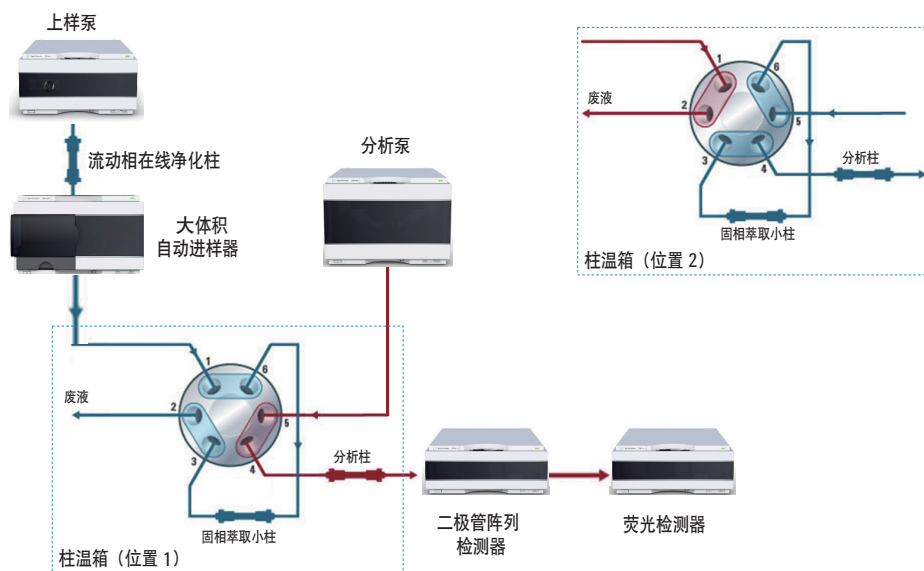 上样泵
流动相在线净化柱
大体积
自动进样器
分析泵
1
6
废液
2
5
3
4
分析柱
固相萃取小柱
柱温箱（位置 1）
二极管阵列
检测器
荧光检测器
1
6
废液
2
5
3
4
分析柱
固相萃取小柱
柱温箱（位置 2）